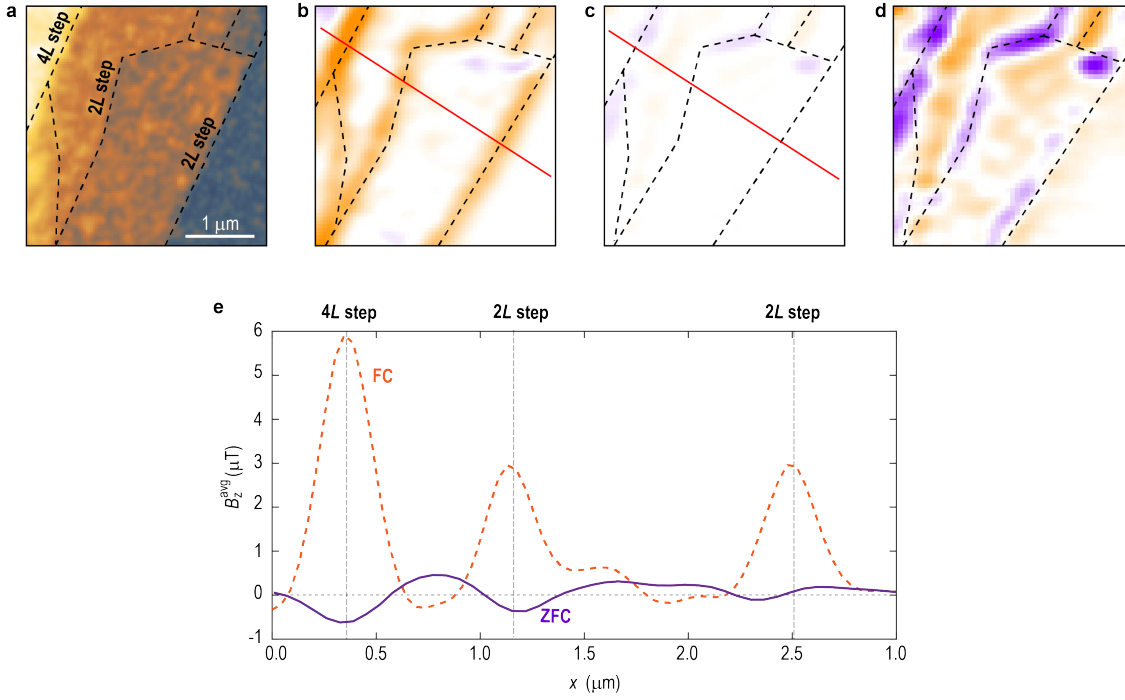 a
b
c
d
4L step
2L step
2L step
1 μm
e
4L step
2L step
2L step
6
5
4
3
2
1
0
-1
B_z^avg (μT)
FC
ZFC
0.0
0.5
1.0
1.5
2.0
2.5
1.0
x (μm)